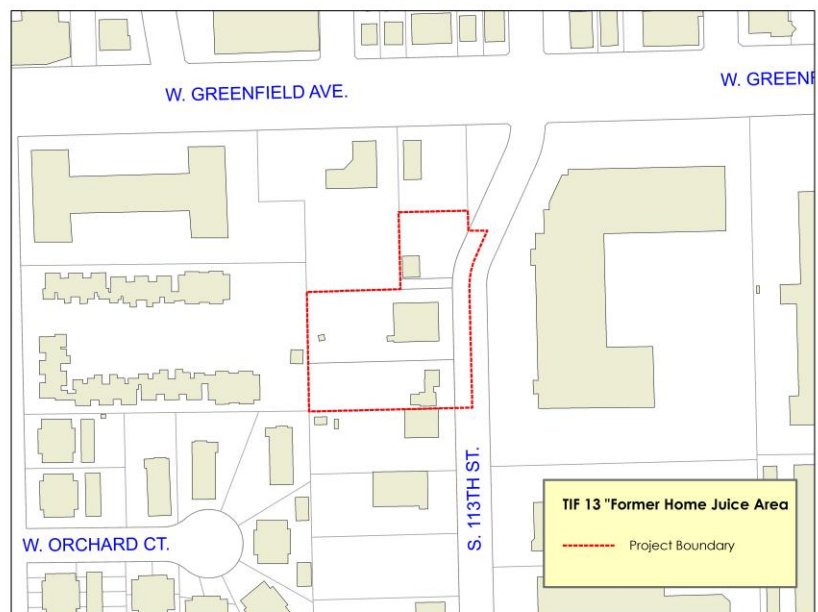 W. GREENFIELD AVE.
W. GREENF
S. 113TH ST.
W. ORCHARD CT.
TIF 13 "Former Home Juice Area
Project Boundary